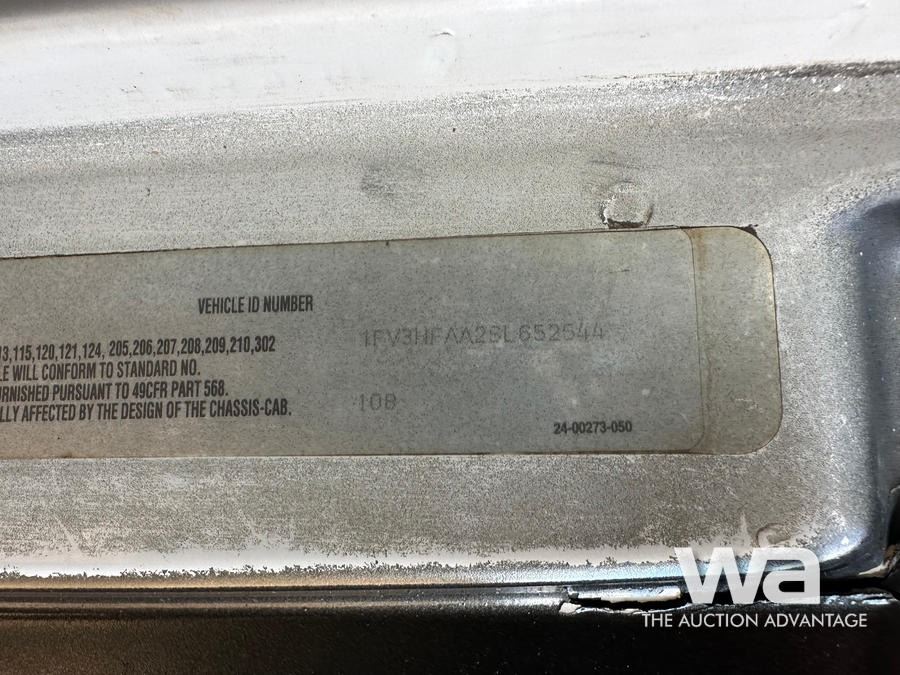 VEHICLE ID NUMBER
3,115,120,121,124, 205,206,207,208,209,210,302
LE WILL CONFORM TO STANDARD NO.
URNISHED PURSUANT TO 49CFR PART 568.
LLY AFFECTED BY THE DESIGN OF THE CHASSIS-CAB.
1FV3HFAA2SL652544
108
24-00273-050
wa
THE AUCTION ADVANTAGE